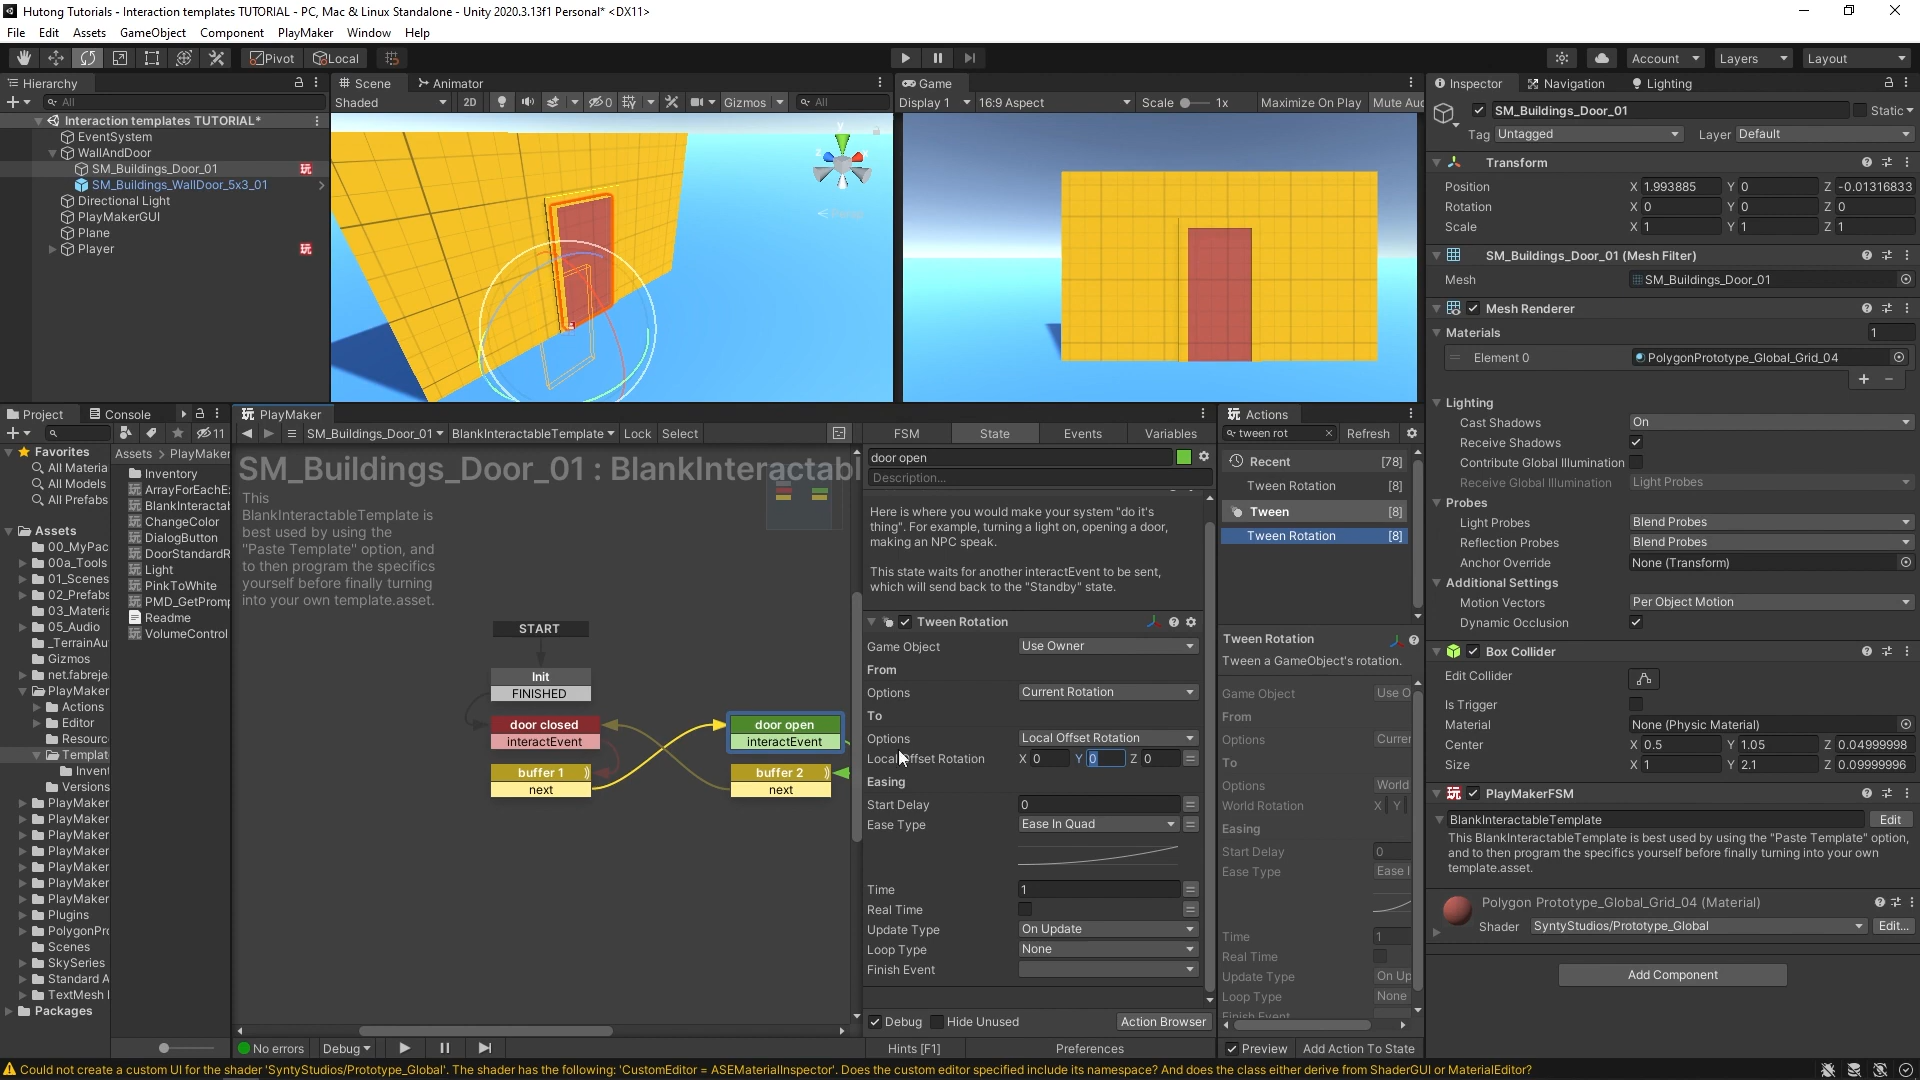 Hutong Tutorials - Interaction templates TUTORIAL - PC, Mac & Linux Standalone - Unity 2020.3.13f1 Personal* <DX11>
File Edit Assets GameObject Component PlayMaker Window Help
Pivot Local Account Layers Layout
Hierarchy
All
Interaction templates TUTORIAL*
EventSystem
WallAndDoor
SM_Buildings_Door_01
SM_Buildings_WallDoor_5x3_01
Directional Light
PlayMakerGUI
Plane
Player
Scene Animator
Shaded 2D 0 Gizmos All
y
z
Persp
Game
Display 1 16:9 Aspect Scale 1x Maximize On Play Mute Au
Project Console
11
Favorites
All Materia
All Models
All Prefabs
Assets
00_MyPac
00a_Tools
01_Scenes
02_Prefabs
03_Materia
05_Audio
_TerrainAu
Gizmos
net.fabreje
PlayMaker
Actions
Editor
Resourc
Templat
Invent
Versions
PlayMaker
PlayMaker
PlayMaker
PlayMaker
PlayMaker
PlayMaker
PlayMaker
Plugins
PolygonPro
Scenes
SkySeries
Standard A
TextMesh
Packages
Assets > PlayMaker
Inventory
ArrayForEachE
BlankInteractab
ChangeColor
DialogButton
DoorStandardR
Light
PinkToWhite
PMD_GetPromp
Readme
VolumeControl
PlayMaker
SM_Buildings_Door_01 BlankInteractableTemplate Lock Select
SM_Buildings_Door_01 : BlankInteractabl
This
BlankInteractableTemplate is
best used by using the
"Paste Template" option, and
to then program the specifics
yourself before finally turning
into your own template.asset.
START
Init
FINISHED
door closed
interactEvent
buffer 1
next
door open
interactEvent
buffer 2
next
No errors Debug
FSM State Events Variables
door open
Description...
Here is where you would make your system "do it's
thing". For example, turning a light on, opening a door,
making an NPC speak.
This state waits for another interactEvent to be sent,
which will send back to the "Standby" state.
Tween Rotation
Game Object Use Owner
From
Options Current Rotation
To
Options Local Offset Rotation
Local Offset Rotation X 0 Y 0 Z 0
Easing
Start Delay 0
Ease Type Ease In Quad
Time 1
Real Time
Update Type On Update
Loop Type None
Finish Event
Debug Hide Unused Action Browser
Hints [F1] Preferences
Actions
tween rot Refresh
Recent [78]
Tween Rotation [8]
Tween [8]
Tween Rotation [8]
Tween Rotation
Tween a GameObject's rotation.
Game Object Use O
From
Options Currer
To
Options World
World Rotation X Y
Easing
Start Delay 0
Ease Type Ease I
Time 1
Real Time
Update Type On Up
Loop Type None
Finish Event
Preview Add Action To State
Inspector Navigation Lighting
SM_Buildings_Door_01 Static
Tag Untagged Layer Default
Transform
Position X 1.993885 Y 0 Z -0.01316833
Rotation X 0 Y 0 Z 0
Scale X 1 Y 1 Z 1
SM_Buildings_Door_01 (Mesh Filter)
Mesh SM_Buildings_Door_01
Mesh Renderer
Materials 1
Element 0 PolygonPrototype_Global_Grid_04
Lighting
Cast Shadows On
Receive Shadows
Contribute Global Illumination
Receive Global Illumination Light Probes
Probes
Light Probes Blend Probes
Reflection Probes Blend Probes
Anchor Override None (Transform)
Additional Settings
Motion Vectors Per Object Motion
Dynamic Occlusion
Box Collider
Edit Collider
Is Trigger
Material None (Physic Material)
Center X 0.5 Y 1.05 Z 0.04999998
Size X 1 Y 2.1 Z 0.09999996
PlayMakerFSM
BlankInteractableTemplate Edit
This BlankInteractableTemplate is best used by using the "Paste Template" option,
and to then program the specifics yourself before finally turning into your own
template.asset.
Polygon Prototype_Global_Grid_04 (Material)
Shader SyntyStudios/Prototype_Global Edit...
Add Component
Could not create a custom UI for the shader 'SyntyStudios/Prototype_Global'. The shader has the following: 'CustomEditor = ASEMaterialInspector'. Does the custom editor specified include its namespace? And does the class either derive from ShaderGUI or MaterialEditor?